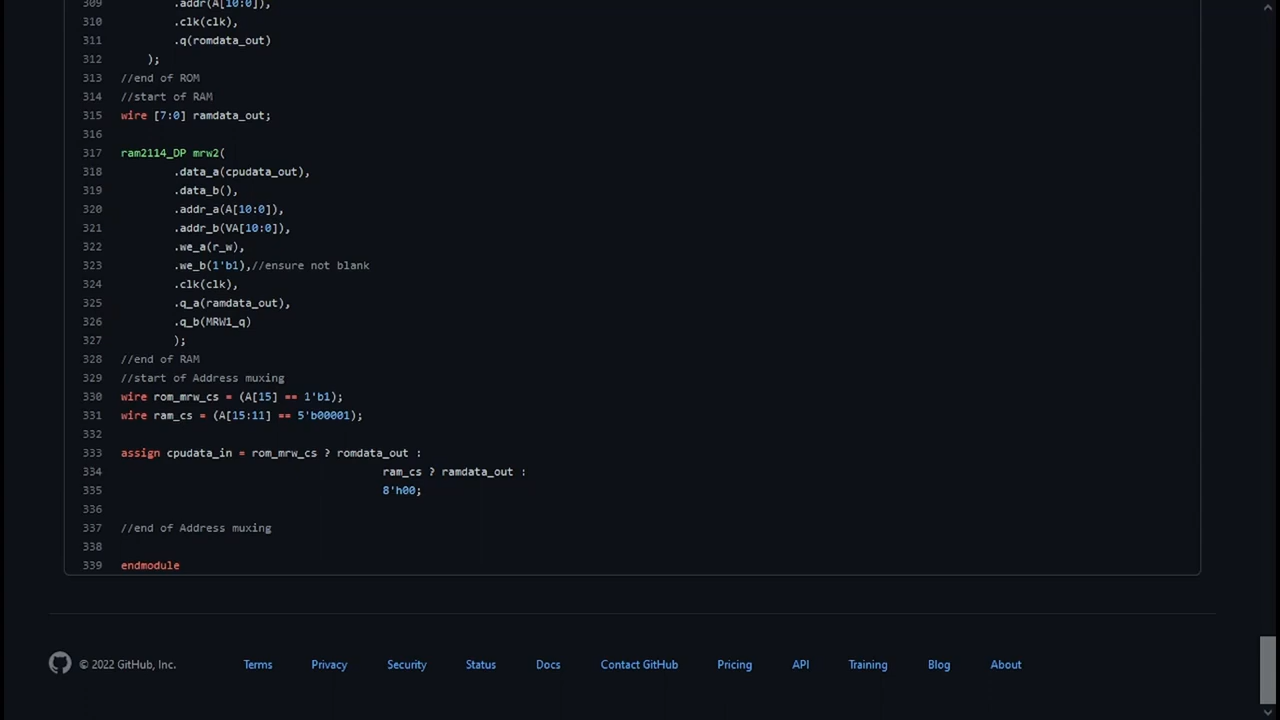 309 .addr(A[10:0]),
310 .clk(clk),
311 .q(romdata_out)
312 );
313 //end of ROM
314 //start of RAM
315 wire [7:0] ramdata_out;
316
317 ram2114_DP mrw2(
318 .data_a(cpudata_out),
319 .data_b(),
320 .addr_a(A[10:0]),
321 .addr_b(VA[10:0]),
322 .we_a(r_w),
323 .we_b(1'b1),//ensure not blank
324 .clk(clk),
325 .q_a(ramdata_out),
326 .q_b(MRW1_q)
327 );
328 //end of RAM
329 //start of Address muxing
330 wire rom_mrw_cs = (A[15] == 1'b1);
331 wire ram_cs = (A[15:11] == 5'b00001);
332
333 assign cpudata_in = rom_mrw_cs ? romdata_out :
334 ram_cs ? ramdata_out :
335 8'h00;
336
337 //end of Address muxing
338
339 endmodule
© 2022 GitHub, Inc. Terms Privacy Security Status Docs Contact GitHub Pricing API Training Blog About